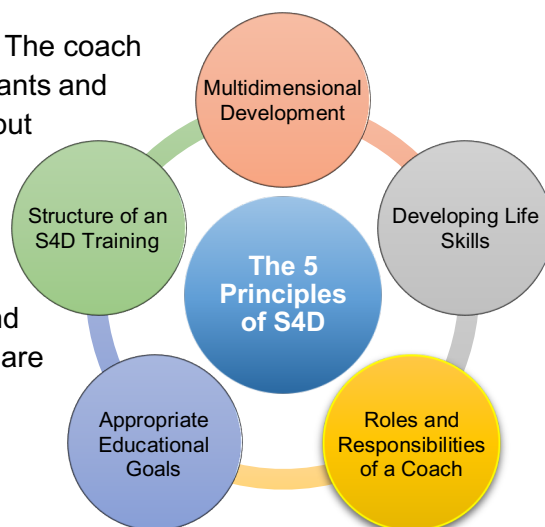 The coach
ants and
out
nd
are
Multidimensional
Development
Developing Life
Skills
Roles and
Responsibilities
of a Coach
Appropriate
Educational
Goals
Structure of an
S4D Training
The 5
Principles
of S4D